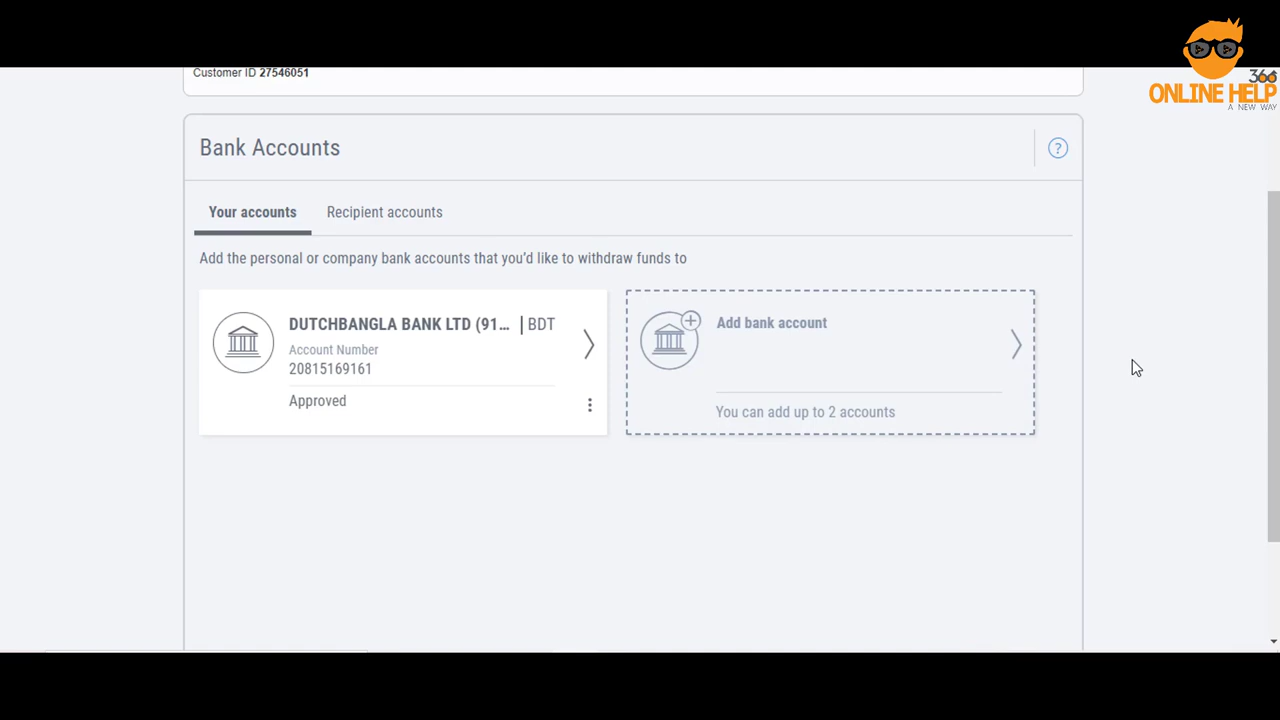 366
ONLINE HELP
A NEW WAY
Customer ID 27546051
Bank Accounts
?
Your accounts
Recipient accounts
Add the personal or company bank accounts that you'd like to withdraw funds to
DUTCHBANGLA BANK LTD (91... | BDT
Account Number
20815169161
Approved
Add bank account
You can add up to 2 accounts